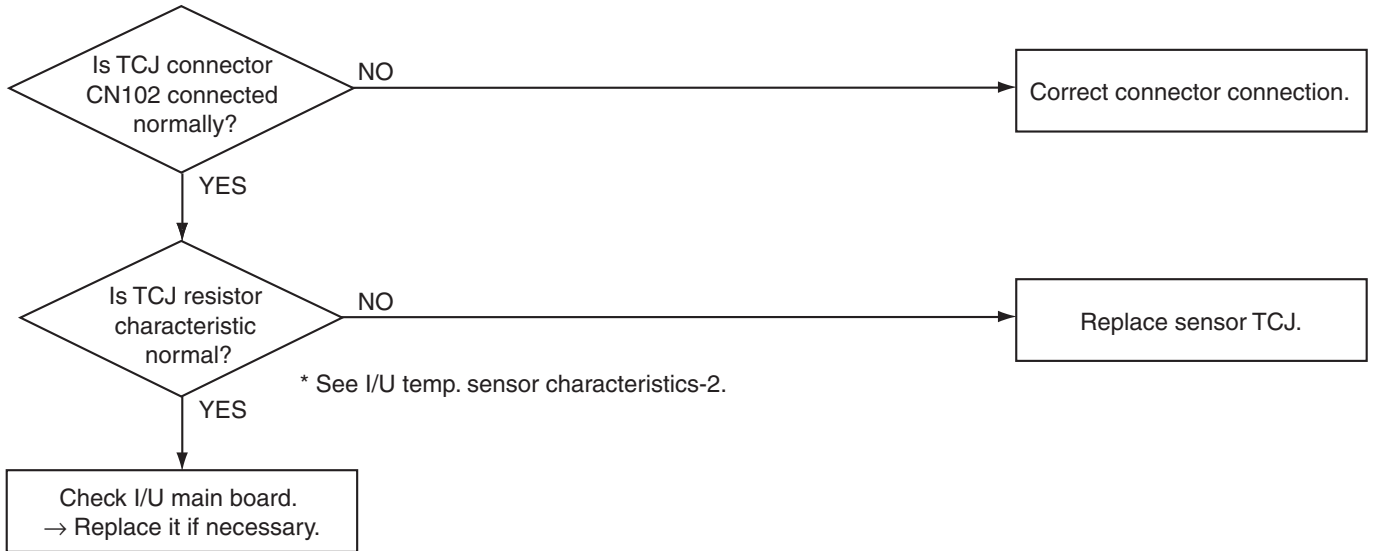 Is TCJ connector
CN102 connected
normally?
NO
Correct connector connection.
YES
Is TCJ resistor
characteristic
normal?
NO
Replace sensor TCJ.
* See I/U temp. sensor characteristics-2.
YES
Check I/U main board.
→ Replace it if necessary.